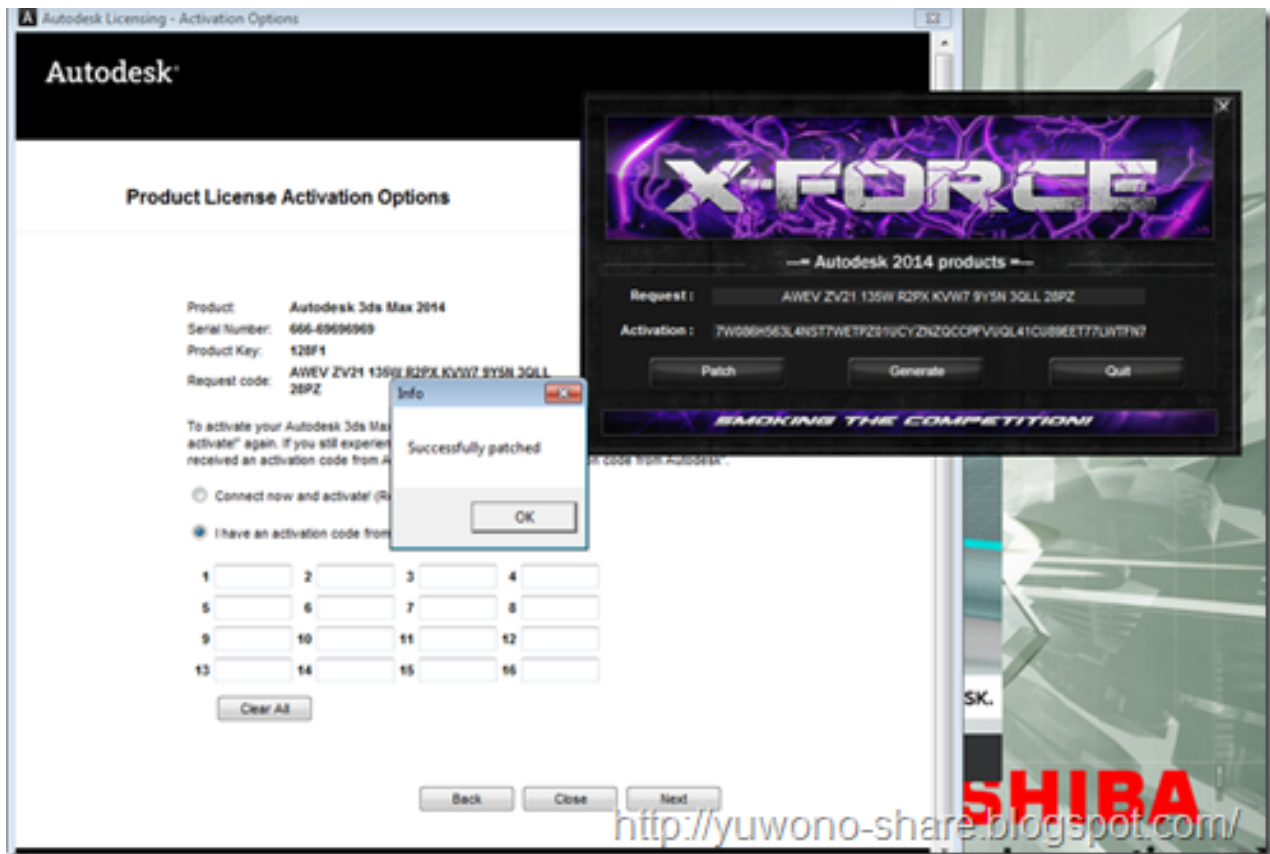 Autodesk Licensing - Activation Options
Autodesk
Product License Activation Options
Product: Autodesk 3ds Max 2014
Serial Number: 666-69696969
Product Key: 128F1
Request code: AWEV ZV21 135W R2PX KVW7 9Y5N 3QLL
28PZ
To activate your Autodesk 3ds Max
activate!" again. If you still
received an activation code from code from Autodesk".
Connect now and activate!
I have an activation code from
1 2 3 4
5 6 7 8
9 10 11 12
13 14 15 16
Clear All
Back Close Next
Info
Successfully patched
OK
X-FORCE
--= Autodesk 2014 products =--
Request : AWEV ZV21 135W R2PX KVW7 9Y5N 3QLL 28PZ
Activation :
Patch Generate Quit
SMOKING THE COMPETITION!
SK.
SHIBA
http://yuwono-share.blogspot.com/